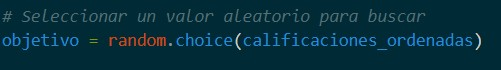 # Seleccionar un valor aleatorio para buscar
objetivo = random.choice(calificaciones_ordenadas)